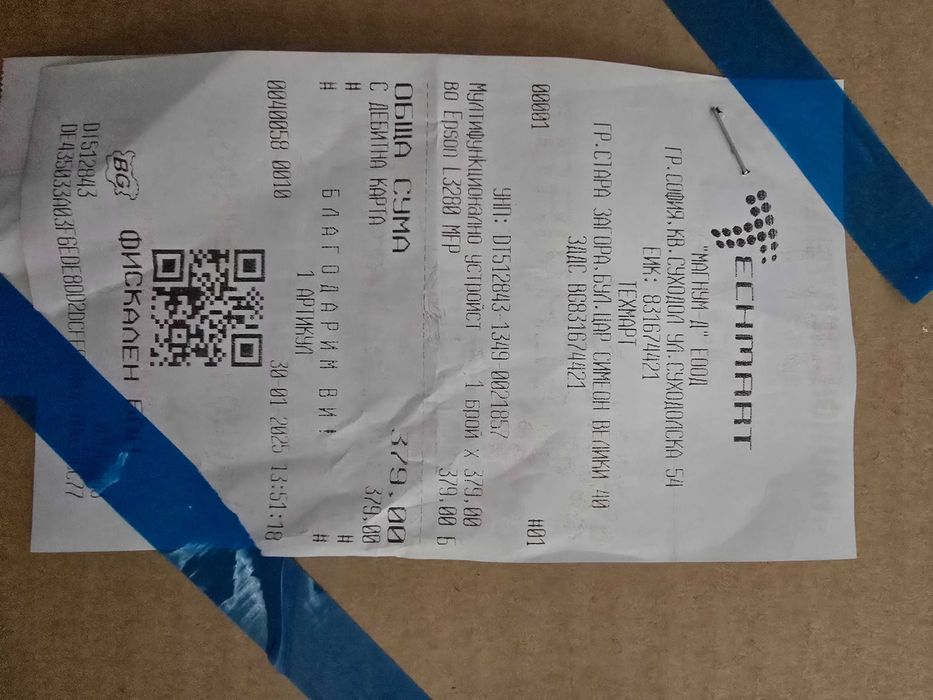 TECHMART
"МАГНУМ Д" ЕООД
ГР.СОФИЯ,КВ.СУХОДОЛ УЛ.СУХОДОЛСКА 54
ЕИК: 831674421
ТЕХМАРТ
ГР.СТАРА ЗАГОРА,БУЛ.ЦАР СИМЕОН ВЕЛИКИ 40
ЗДДС BG831674421
00001 #01
УНП: DT512843-1349-0021857
Мултифункционално устройст 1 БРОЙ X 379,00
во Epson L3280 MFP 379,00 Б
ОБЩА СУМА 379,00
С ДЕБИТНА КАРТА 379,00
# #
# БЛАГОДАРИМ ВИ! #
1 АРТИКУЛ
0040058 0010 30-01-2025 13:51:18
BG
ФИСКАЛЕН
DT512843